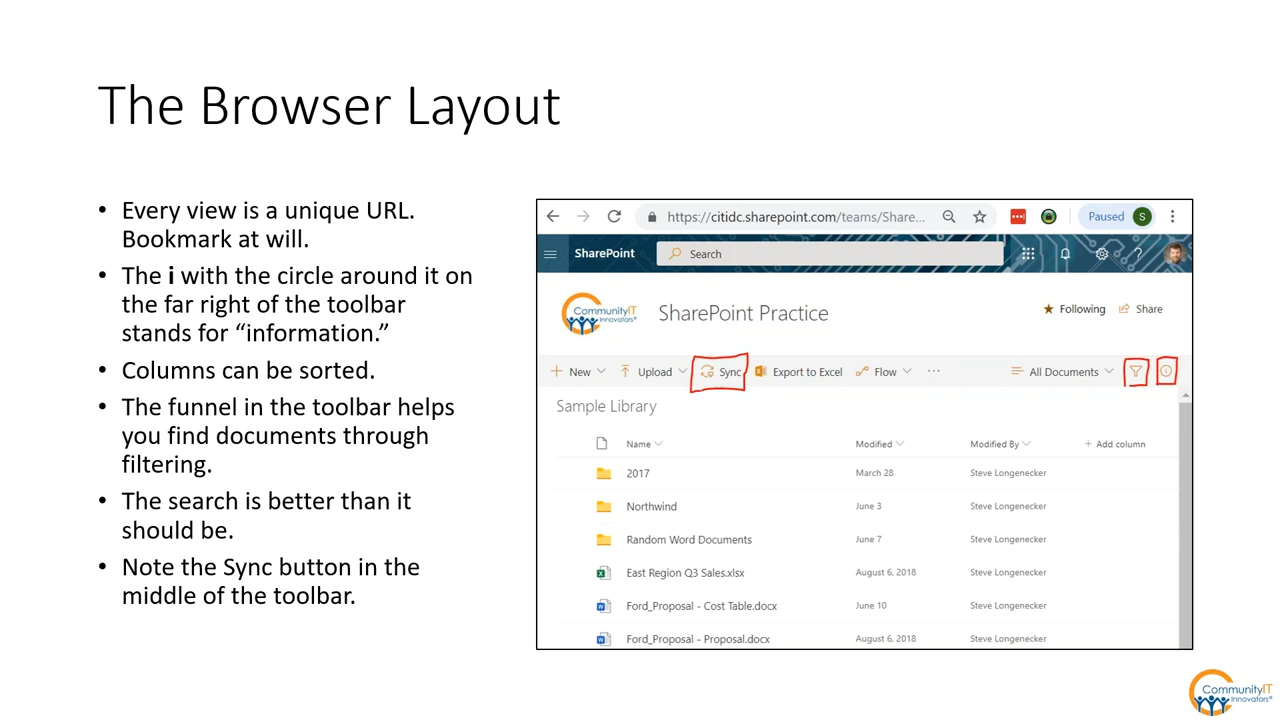 The Browser Layout
• Every view is a unique URL.
Bookmark at will.
• The i with the circle around it on
the far right of the toolbar
stands for “information.”
• Columns can be sorted.
• The funnel in the toolbar helps
you find documents through
filtering.
• The search is better than it
should be.
• Note the Sync button in the
middle of the toolbar.
https://citidc.sharepoint.com/teams/Share... Paused S
SharePoint Search ?
CommunityIT
Innovators®
SharePoint Practice
Following Share
New Upload Sync Export to Excel Flow ... All Documents
Sample Library
Name Modified Modified By + Add column
2017 March 28 Steve Longenecker
Northwind June 3 Steve Longenecker
Random Word Documents June 7 Steve Longenecker
East Region Q3 Sales.xlsx August 6, 2018 Steve Longenecker
Ford_Proposal - Cost Table.docx June 10 Steve Longenecker
Ford_Proposal - Proposal.docx August 6, 2018 Steve Longenecker
CommunityIT
Innovators®